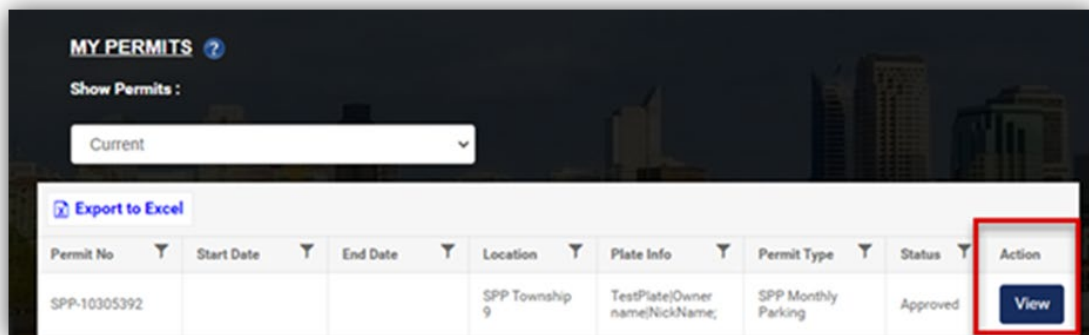 MY PERMITS ?
Show Permits :
Current
Export to Excel
Permit No Start Date End Date Location Plate Info Permit Type Status Action
SPP-10305392 SPP Township TestPlate|Owner SPP Monthly Approved View
9 name|NickName; Parking